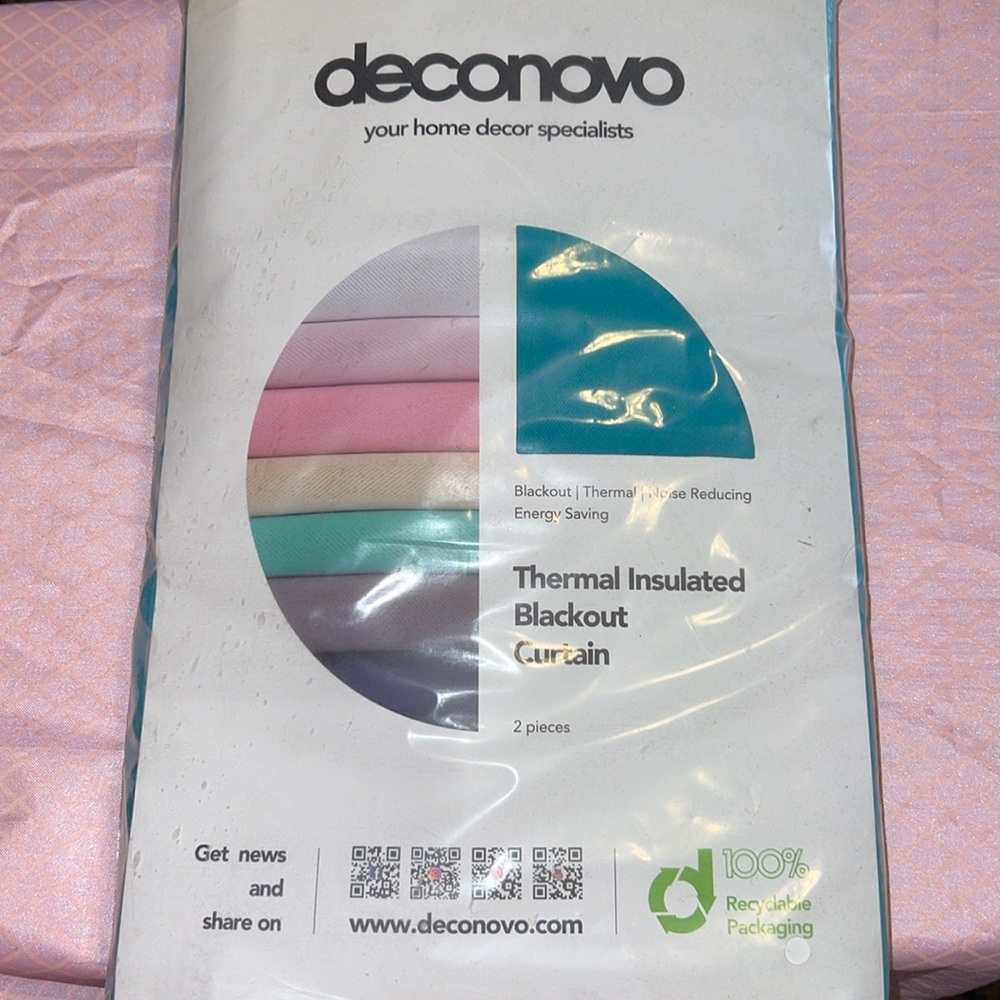 deconovo
your home decor specialists
Blackout | Thermal | Noise Reducing
Energy Saving
Thermal Insulated
Blackout
Curtain
2 pieces
Get news
and
share on
www.deconovo.com
100%
Recyclable
Packaging